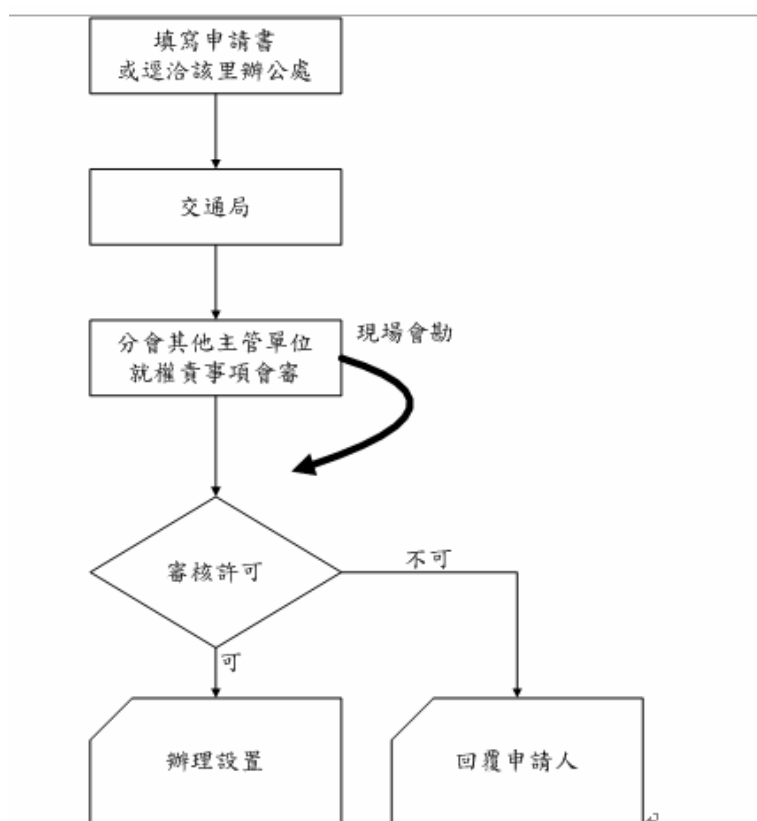 填寫申請書
或逕洽該里辦公處
交通局
分會其他主管單位
就權責事項會審
現場會勘
審核許可
不可
可
辦理設置
回覆申請人